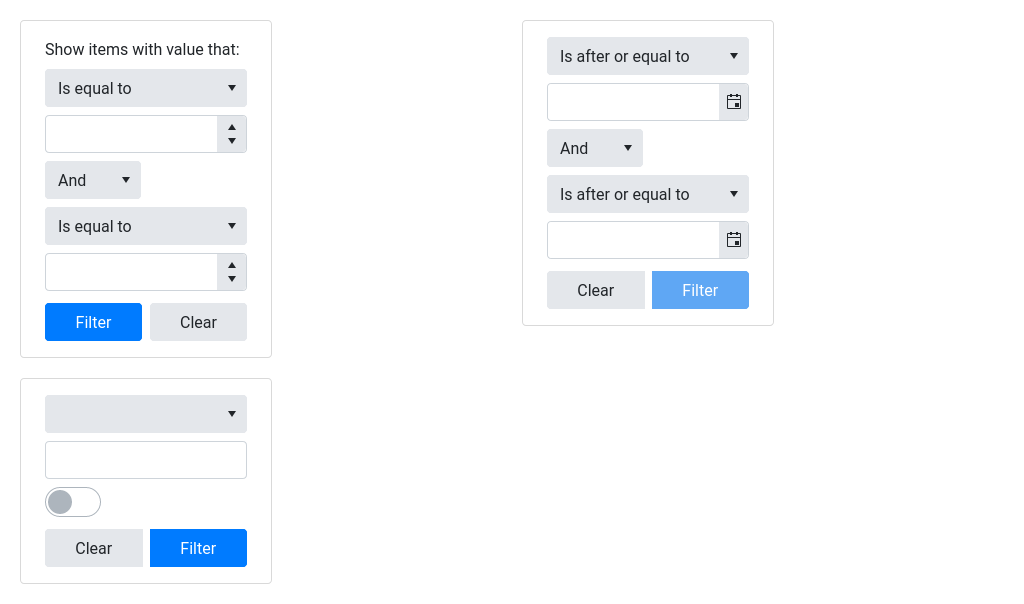 Show items with value that:
Is equal to
And
Is equal to
Filter Clear
Is after or equal to
And
Is after or equal to
Clear Filter
Clear Filter